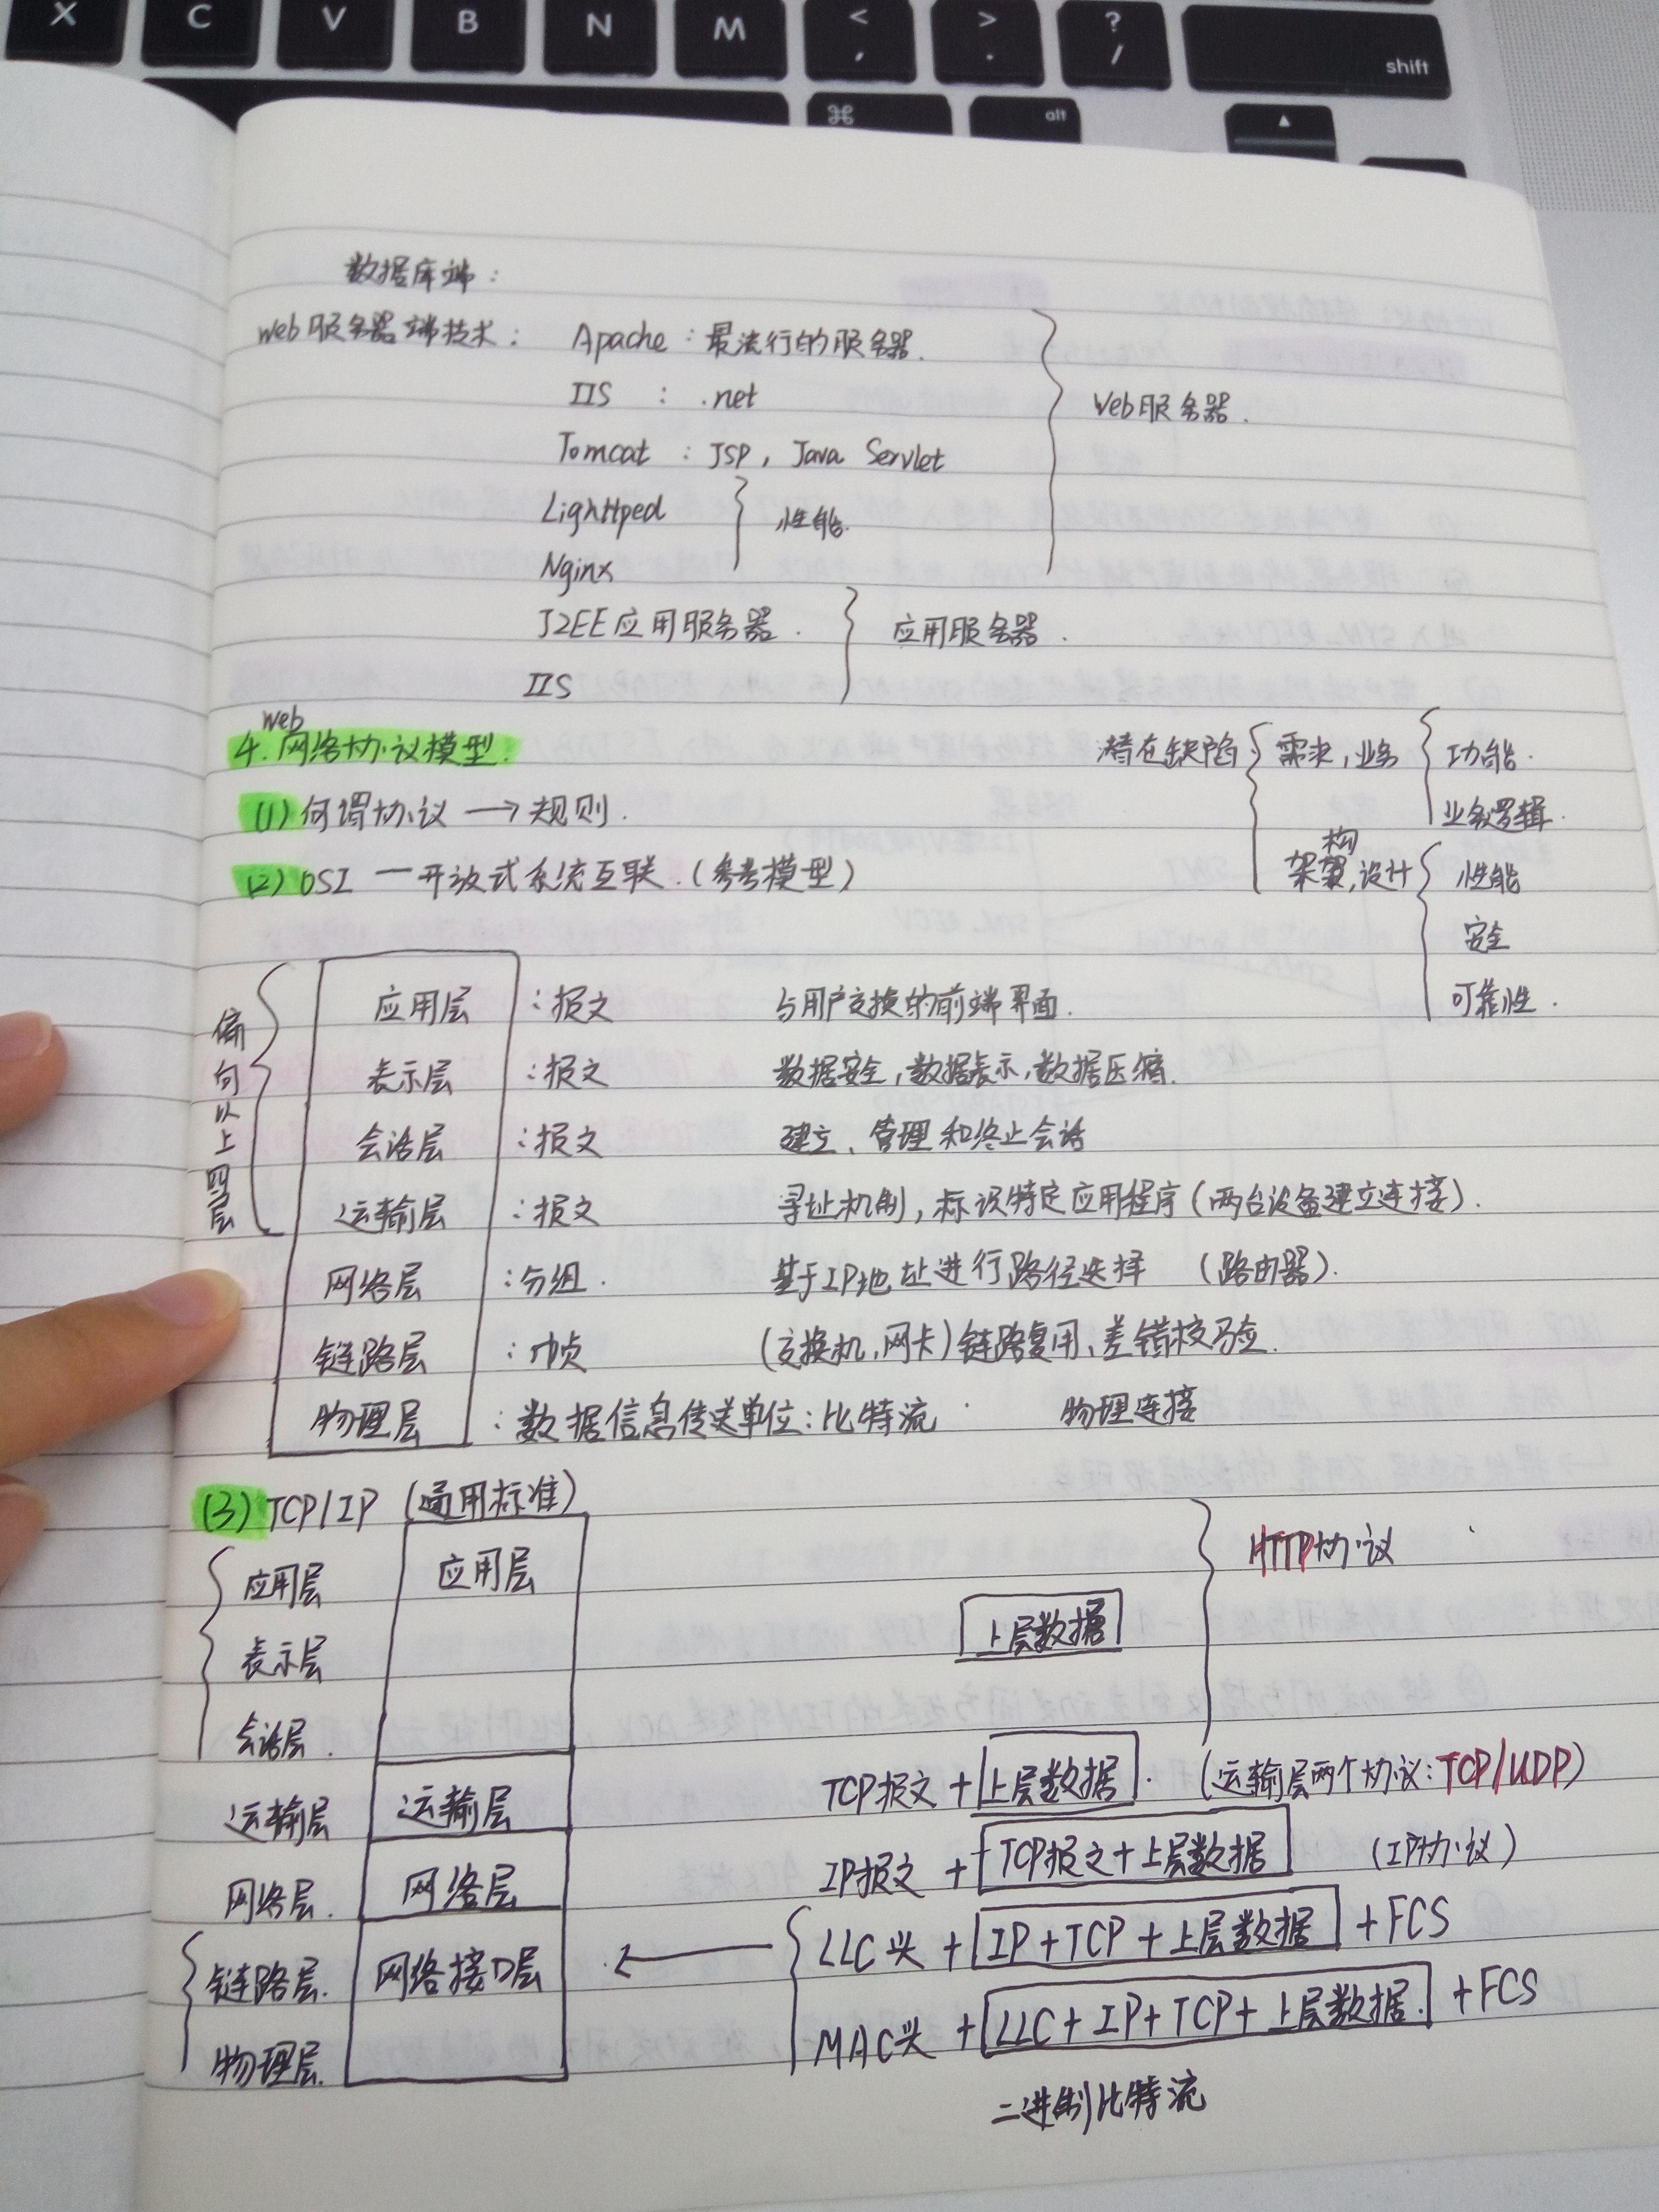 X C V B N M < , > . ? / shift
⌘ alt ▲
数据库端：
web服务器端技术： Apache：最流行的服务器.
IIS ： .net
Web服务器.
Tomcat ： JSP, Java Servlet
LigHttped
性能.
Nginx
J2EE应用服务器.
应用服务器.
IIS
web
4.网络协议模型.
潜在缺陷 需求,业务 功能.
(1) 何谓协议 → 规则.
业务逻辑.
构
架架,设计 性能
(2) OSI — 开放式系统互联.(参考模型)
安全
可靠性.
偏向以上四层
应用层 ：报文 与用户交换的前端界面.
表示层 ：报文 数据安全,数据表示,数据压缩.
会话层 ：报文 建立、管理和终止会话
运输层 ：报文 寻址机制,标识特定应用程序(两台设备建立连接).
网络层 ：分组. 基于IP地址进行路径选择 (路由器).
链路层 ：帧 (交换机,网卡)链路复用,差错校验.
物理层 ：数据信息传送单位：比特流. 物理连接
(3) TCP/IP (通用标准)
应用层 应用层 HTTP协议
表示层 上层数据
会话层.
运输层 运输层 TCP报文 + 上层数据. (运输层两个协议：TCP/UDP)
网络层. 网络层 IP报文 + TCP报文+上层数据 (IP协议)
链路层. 网络接口层 ← LLC头 + IP+TCP+上层数据 +FCS
物理层. MAC头 + LLC+IP+TCP+上层数据. +FCS
二进制比特流